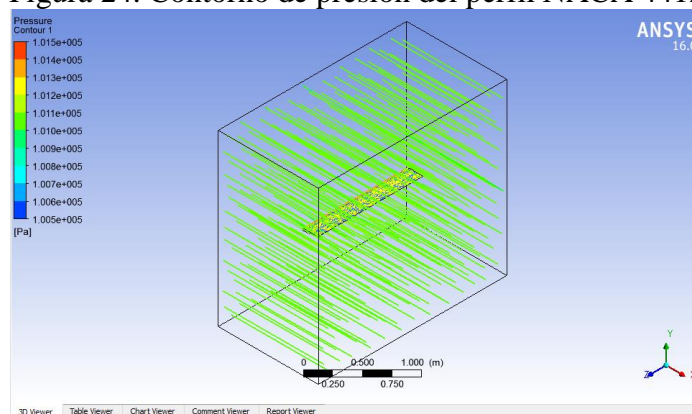 Figura 24. Contorno de presión del perfil NACA 4412
Pressure
Contour 1
1.015e+005
1.014e+005
1.013e+005
1.012e+005
1.011e+005
1.010e+005
1.009e+005
1.008e+005
1.007e+005
1.006e+005
1.005e+005
[Pa]
ANSYS
16.0
0 0.500 1.000 (m)
0.250 0.750
Y
Z X
3D Viewer Table Viewer Chart Viewer Comment Viewer Report Viewer